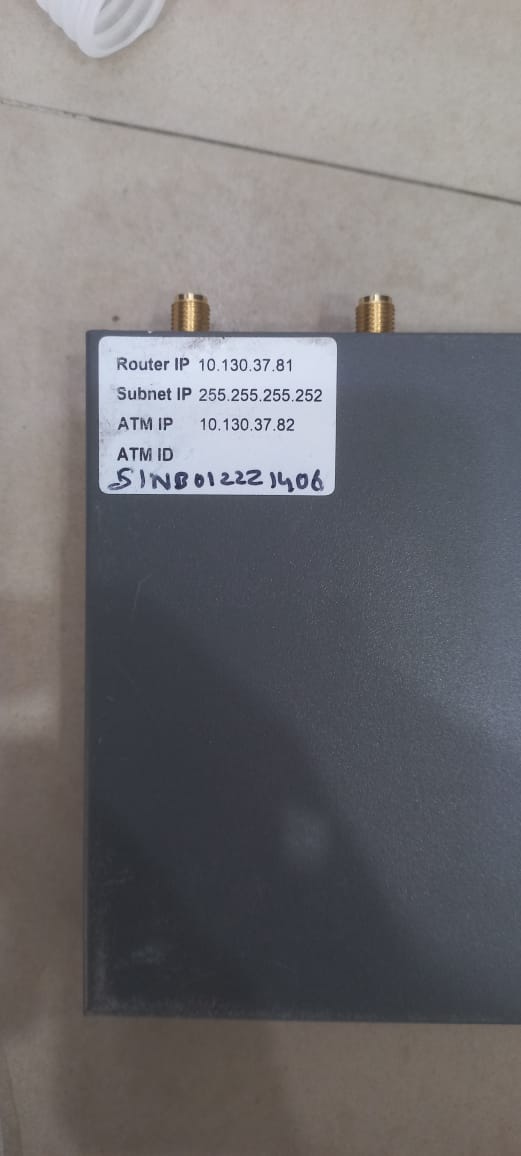 Router IP 10.130.37.81
Subnet IP 255.255.255.252
ATM IP 10.130.37.82
ATM ID
S1NB012221406